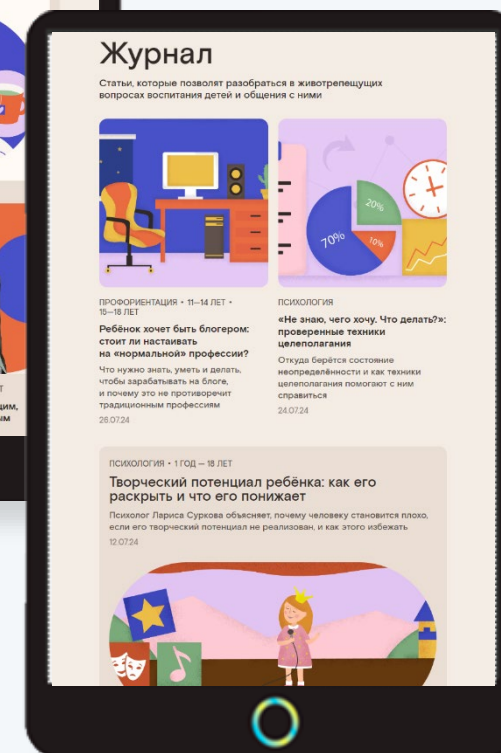 Журнал
Статьи, которые позволят разобраться в животрепещущих
вопросах воспитания детей и общения с ними
70%
20%
10%
ПРОФОРИЕНТАЦИЯ • 11–14 ЛЕТ •
15–18 ЛЕТ
Ребёнок хочет быть блогером:
стоит ли настаивать
на «нормальной» профессии?
Что нужно знать, уметь и делать,
чтобы зарабатывать на блоге,
и почему это не противоречит
традиционным профессиям
26.07.24
ПСИХОЛОГИЯ
«Не знаю, чего хочу. Что делать?»:
проверенные техники
целеполагания
Откуда берётся состояние
неопределённости и как техники
целеполагания помогают с ним
справиться
24.07.24
ПСИХОЛОГИЯ • 1 ГОД — 18 ЛЕТ
Творческий потенциал ребёнка: как его
раскрыть и что его понижает
Психолог Лариса Суркова объясняет, почему человеку становится плохо,
если его творческий потенциал не реализован, и как этого избежать
12.07.24